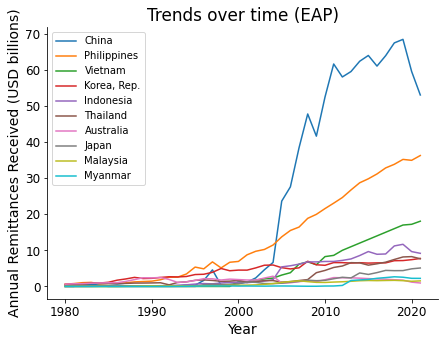 Trends over time (EAP)
Annual Remittances Received (USD billions)
70
60
50
40
30
20
10
0
China
Philippines
Vietnam
Korea, Rep.
Indonesia
Thailand
Australia
Japan
Malaysia
Myanmar
1980
1990
2000
2010
2020
Year